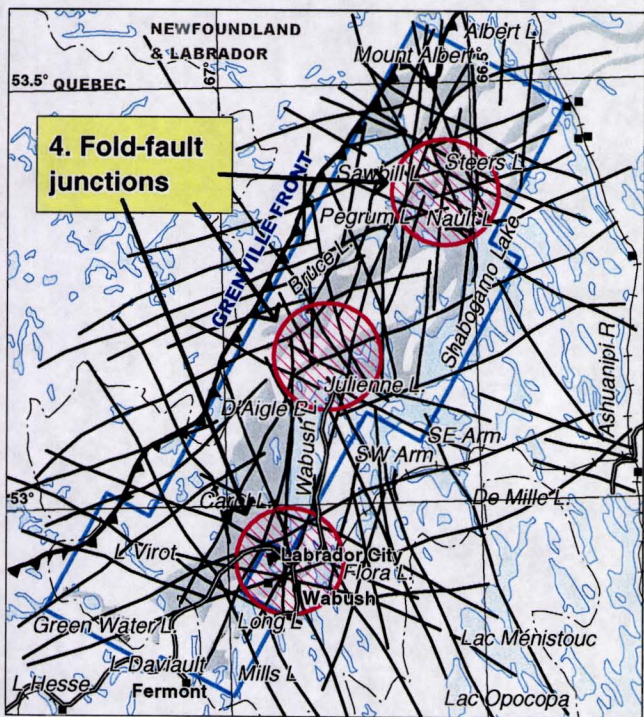 NEWFOUNDLAND
& LABRADOR
Albert L
Mount Albert
67°
66.5°
53.5° QUEBEC
4. Fold-fault
junctions
GRENVILLE FRONT
Sawbill L
Steers L
Pegrum L
Nault L
Bruce L
Shabogamo Lake
Ashuanipi R
Julienne L
D'Aigle L
Wabush L
SE Arm
SW Arm
53°
Carol L
De Mille L
L Virot
Labrador City
Flora L
Wabush
Green Water L
Long L
Lac Ménistouc
Daviault
Mills L
L Hesse
Fermont
Lac Opocopa